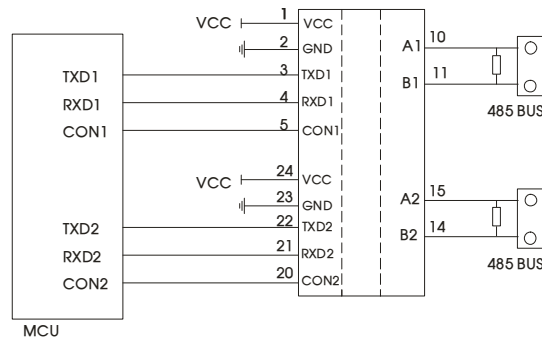 VCC 1 VCC
2 GND A1 10
TXD1 3 TXD1
B1 11
RXD1 4 RXD1
485 BUS
CON1 5 CON1
VCC 24 VCC
23 GND A2 15
TXD2 22 TXD2
B2 14
RXD2 21 RXD2
485 BUS
CON2 20 CON2
MCU